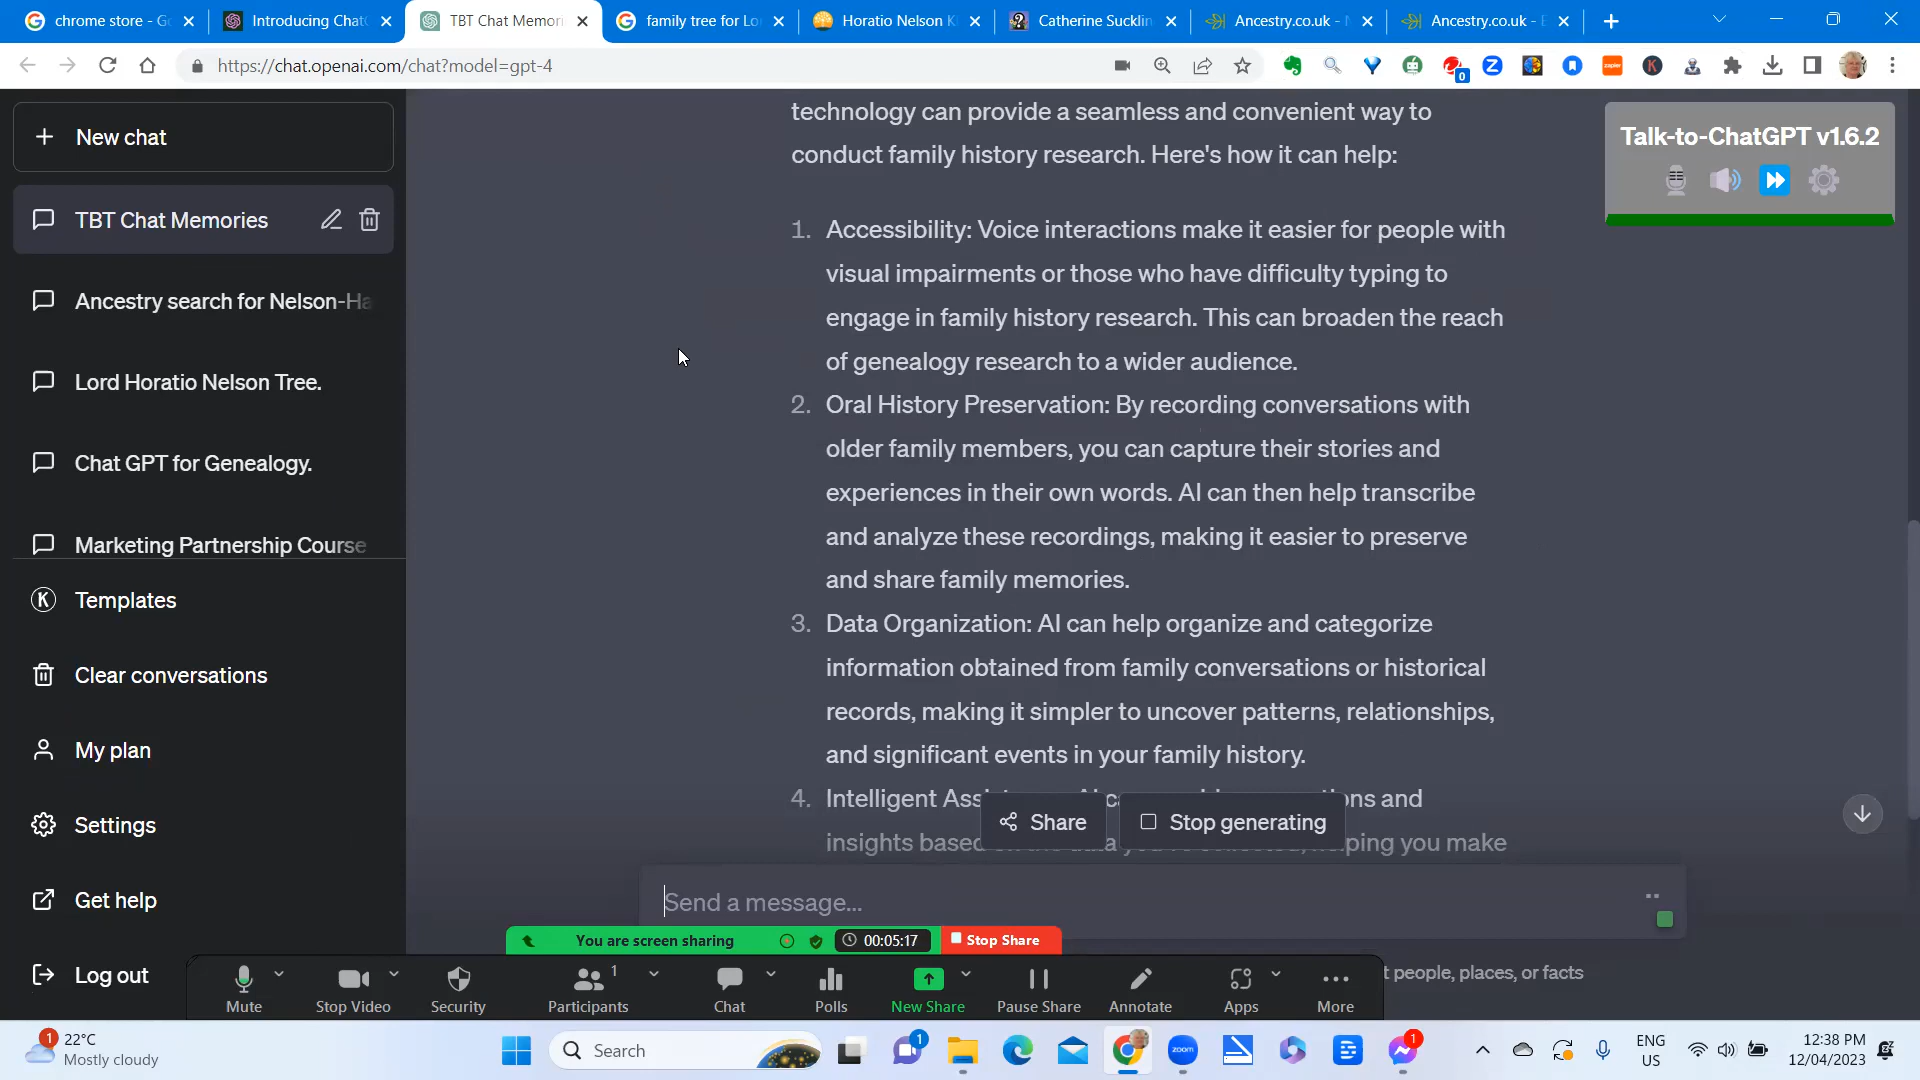 chrome store - G
Introducing Chat
TBT Chat Memori
family tree for Lo
Horatio Nelson K
Catherine Sucklin
Ancestry.co.uk -
Ancestry.co.uk -
https://chat.openai.com/chat?model=gpt-4
0
New chat
TBT Chat Memories
Ancestry search for Nelson-Ha
Lord Horatio Nelson Tree.
Chat GPT for Genealogy.
Marketing Partnership Course
Templates
Clear conversations
My plan
Settings
Get help
Log out
technology can provide a seamless and convenient way to
conduct family history research. Here's how it can help:
1. Accessibility: Voice interactions make it easier for people with
visual impairments or those who have difficulty typing to
engage in family history research. This can broaden the reach
of genealogy research to a wider audience.
2. Oral History Preservation: By recording conversations with
older family members, you can capture their stories and
experiences in their own words. AI can then help transcribe
and analyze these recordings, making it easier to preserve
and share family memories.
3. Data Organization: AI can help organize and categorize
information obtained from family conversations or historical
records, making it simpler to uncover patterns, relationships,
and significant events in your family history.
4. Intelligent Ass and
insights based you make
Share
Stop generating
Talk-to-ChatGPT v1.6.2
Send a message...
t people, places, or facts
You are screen sharing
00:05:17
Stop Share
Mute
Stop Video
Security
Participants
1
Chat
Polls
New Share
Pause Share
Annotate
Apps
More
1
22°C
Mostly cloudy
Search
1
zoom
1
ENG
US
12:38 PM
12/04/2023